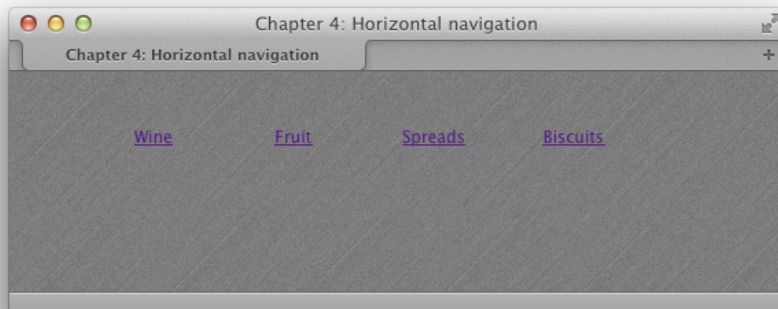 Chapter 4: Horizontal navigation
Chapter 4: Horizontal navigation
Wine Fruit Spreads Biscuits